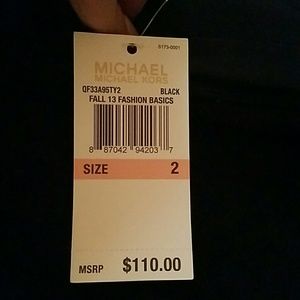 6173-0001
MICHAEL
MICHAEL KORS
QF33A95TY2 BLACK
FALL 13 FASHION BASICS
8 87042 94203 7
SIZE 2
MSRP $110.00